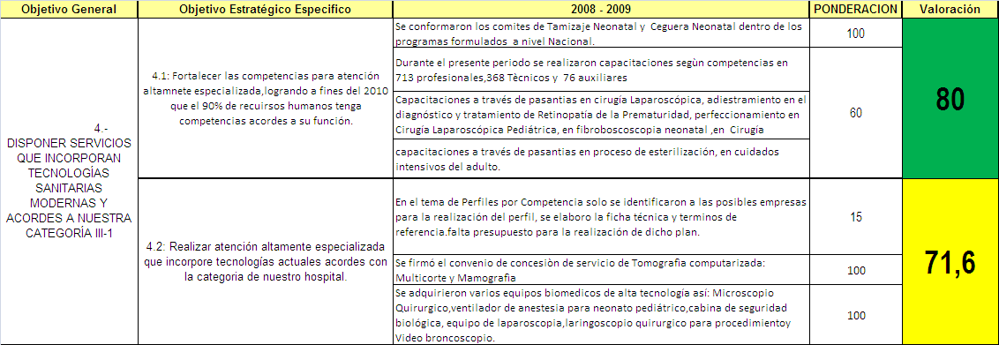 Objetivo General
Objetivo Estratégico Especifico
2008 - 2009
PONDERACION
Valoración
4.-
DISPONER SERVICIOS
QUE INCORPORAN
TECNOLOGÍAS
SANITARIAS
MODERNAS Y
ACORDES A NUESTRA
CATEGORÍA III-1
4.1: Fortalecer las competencias para atención
altamnete especializada,logrando a fines del 2010
que el 90% de recuirsos humanos tenga
competencias acordes a su función.
Se conformaron los comites de Tamizaje Neonatal y Ceguera Neonatal dentro de los
programas formulados a nivel Nacional.
100
Durante el presente periodo se realizaron capacitaciones segùn competencias en
713 profesionales,368 Tècnicos y 76 auxiliares
Capacitaciones a través de pasantias en cirugía Laparoscópica, adiestramiento en el
diagnóstico y tratamiento de Retinopatía de la Prematuridad, perfeccionamiento en
Cirugía Laparoscópica Pediátrica, en fibroboscoscopia neonatal ,en Cirugía
capacitaciones a través de pasantias en proceso de esterilización, en cuidados
intensivos del adulto.
60
80
4.2: Realizar atención altamente especializada
que incorpore tecnologías actuales acordes con
la categoria de nuestro hospital.
En el tema de Perfiles por Competencia solo se identificaron a las posibles empresas
para la realización del perfil, se elaboro la ficha técnica y terminos de
referencia.falta presupuesto para la realización de dicho plan.
15
Se firmó el convenio de concesiòn de servicio de Tomografìa computarizada:
Multicorte y Mamografìa
100
Se adquirieron varios equipos biomedicos de alta tecnología así: Microscopio
Quirurgico,ventilador de anestesia para neonato pediátrico,cabina de seguridad
biológica, equipo de laparoscopia,laringoscopio quirurgico para procedimientoy
Video broncoscopio.
100
71,6